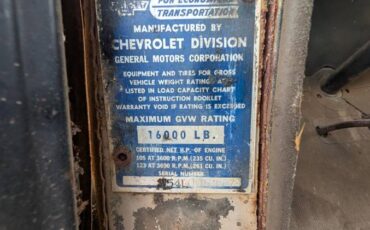 FOR ECONOMICAL
TRANSPORTATION
MANUFACTURED BY
CHEVROLET DIVISION
GENERAL MOTORS CORPORATION
EQUIPMENT AND TIRES FOR GROSS
VEHICLE WEIGHT RATING
LISTED IN LOAD CAPACITY CHART
OF INSTRUCTION BOOKLET
WARRANTY VOID IF RATING IS EXCEEDED
MAXIMUM GVW RATING
16000 LB.
CERTIFIED NET H.P. OF ENGINE
105 AT 3600 R.P.M. (235 CU. IN.)
123 AT 3600 R.P.M. (261 CU. IN.)
SERIAL NUMBER